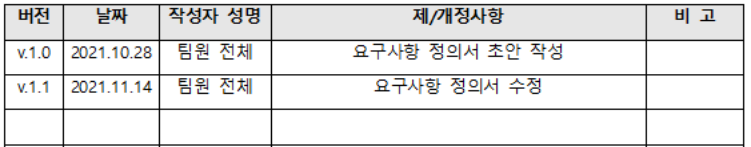 버전 날짜 작성자 성명 제/개정사항 비 고
v.1.0 2021.10.28 팀원 전체 요구사항 정의서 초안 작성
v.1.1 2021.11.14 팀원 전체 요구사항 정의서 수정